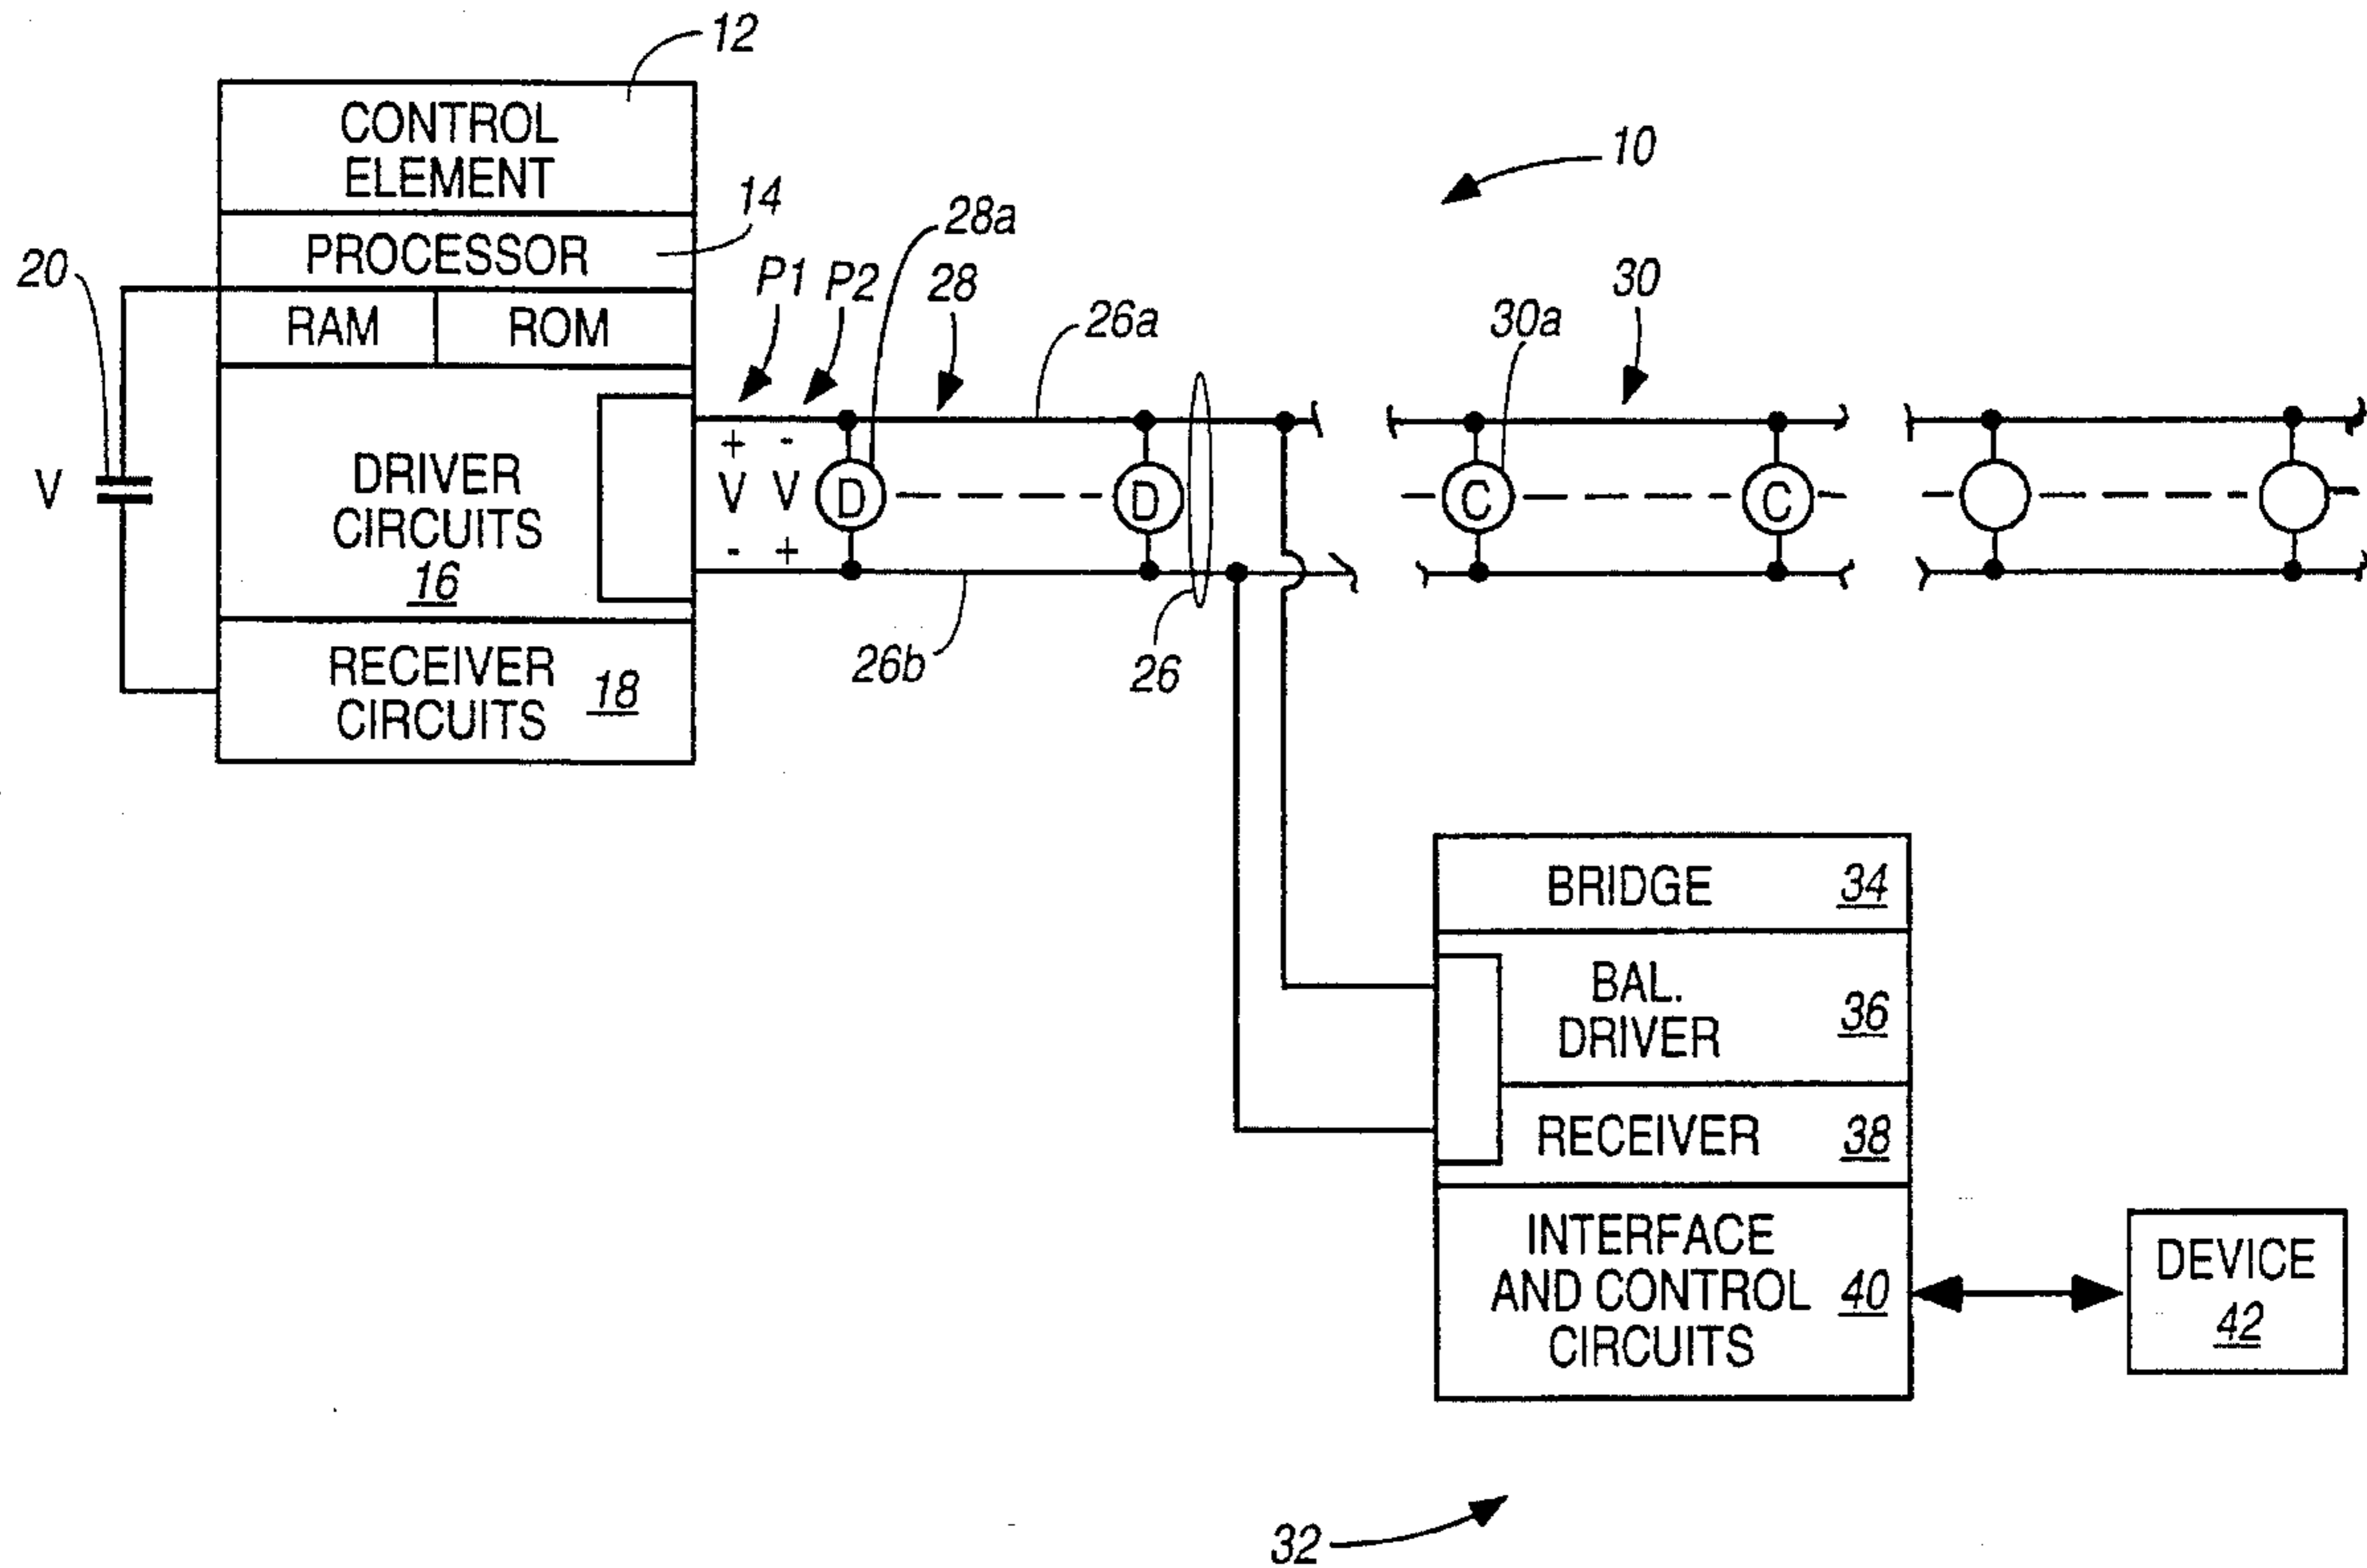 12
CONTROL
ELEMENT
10
14
PROCESSOR
28a
20
P1 P2 28
30
RAM ROM
26a
30a
+ -
V
DRIVER
CIRCUITS
16
V V D D
C C
- +
26b
26
RECEIVER
CIRCUITS 18
BRIDGE 34
BAL.
DRIVER 36
RECEIVER 38
INTERFACE
AND CONTROL 40
CIRCUITS
DEVICE
42
32